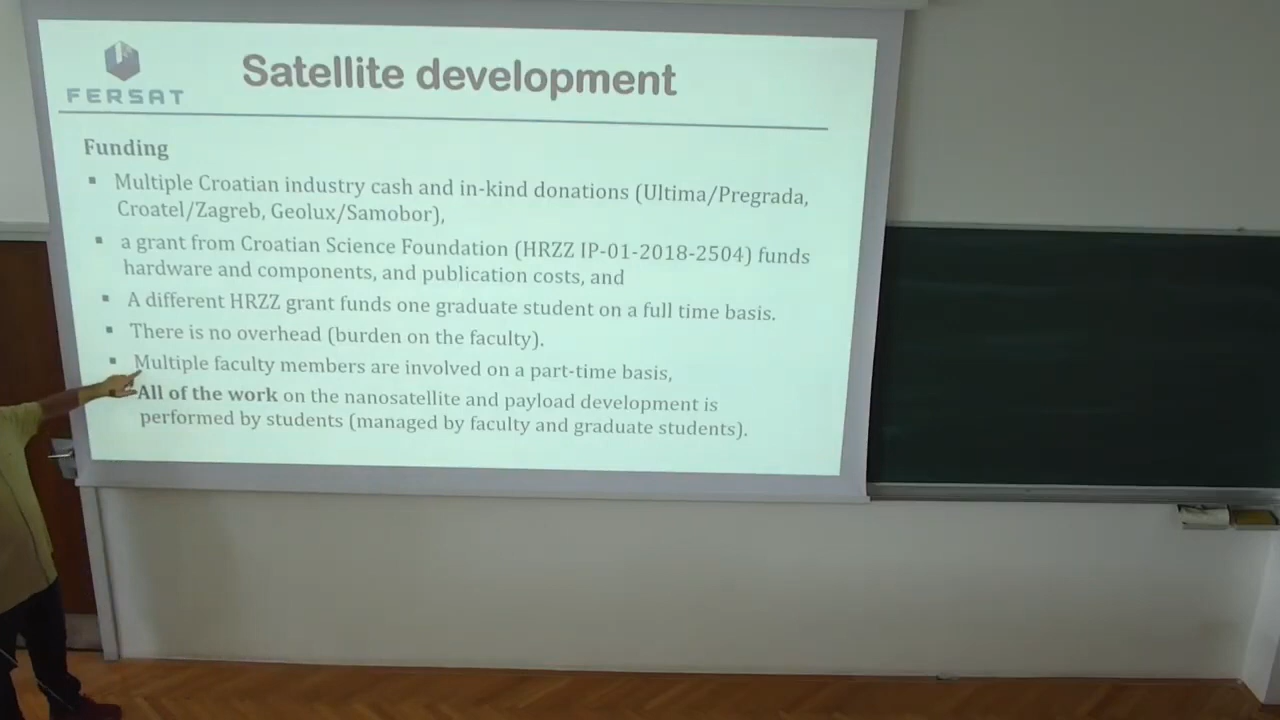 FERSAT
Satellite development
Funding
▪ Multiple Croatian industry cash and in-kind donations (Ultima/Pregrada,
Croatel/Zagreb, Geolux/Samobor),
▪ a grant from Croatian Science Foundation (HRZZ IP-01-2018-2504) funds
hardware and components, and publication costs, and
▪ A different HRZZ grant funds one graduate student on a full time basis.
▪ There is no overhead (burden on the faculty).
▪ Multiple faculty members are involved on a part-time basis,
▪ All of the work on the nanosatellite and payload development is
performed by students (managed by faculty and graduate students).